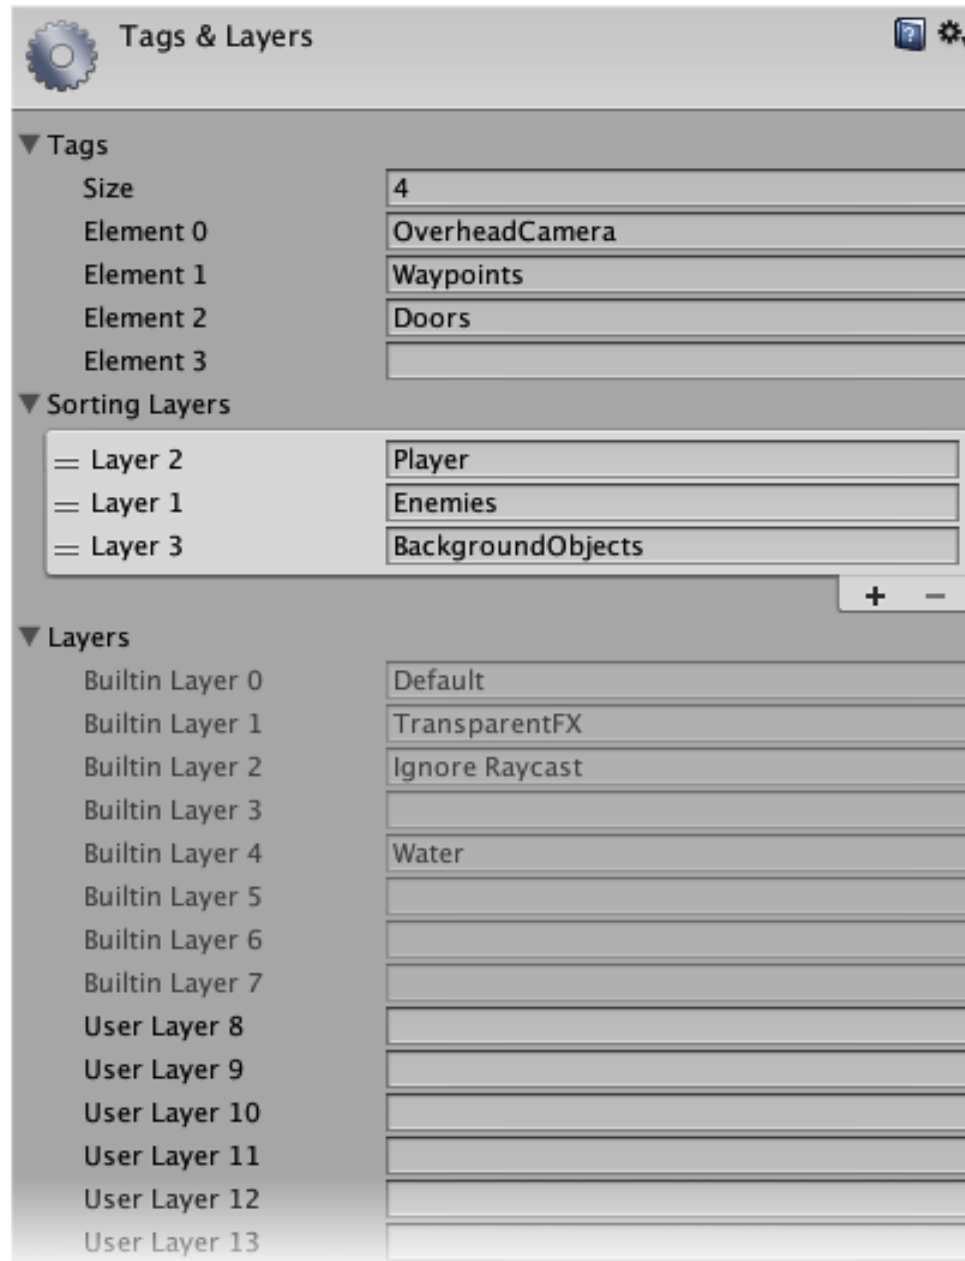 Tags & Layers
Tags
Size 4
Element 0 OverheadCamera
Element 1 Waypoints
Element 2 Doors
Element 3
Sorting Layers
= Layer 2 Player
= Layer 1 Enemies
= Layer 3 BackgroundObjects
+ −
Layers
Builtin Layer 0 Default
Builtin Layer 1 TransparentFX
Builtin Layer 2 Ignore Raycast
Builtin Layer 3
Builtin Layer 4 Water
Builtin Layer 5
Builtin Layer 6
Builtin Layer 7
User Layer 8
User Layer 9
User Layer 10
User Layer 11
User Layer 12
User Layer 13